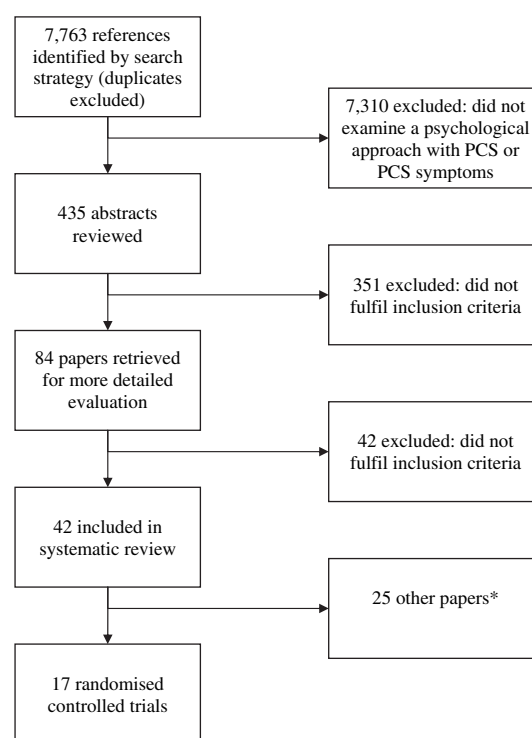 7,763 references
identified by search
strategy (duplicates
excluded)
7,310 excluded: did not
examine a psychological
approach with PCS or
PCS symptoms
435 abstracts
reviewed
351 excluded: did not
fulfil inclusion criteria
84 papers retrieved
for more detailed
evaluation
42 excluded: did not
fulfil inclusion criteria
42 included in
systematic review
25 other papers*
17 randomised
controlled trials